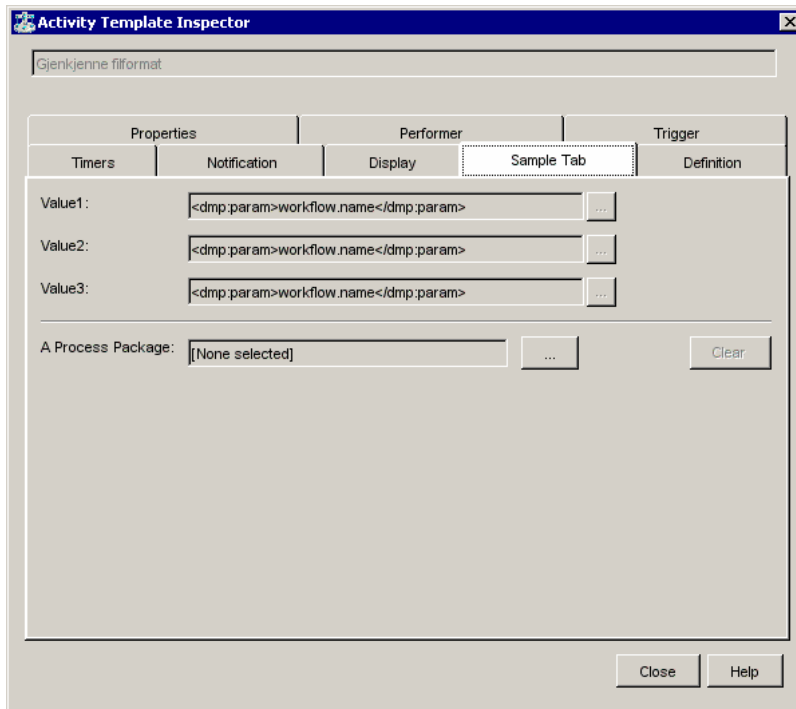 Activity Template Inspector
Gjenkjenne filformat
Properties Performer Trigger
Timers Notification Display Sample Tab Definition
Value1: <dmp:param>workflow.name</dmp:param> ...
Value2: <dmp:param>workflow.name</dmp:param> ...
Value3: <dmp:param>workflow.name</dmp:param> ...
A Process Package: [None selected] ... Clear
Close Help